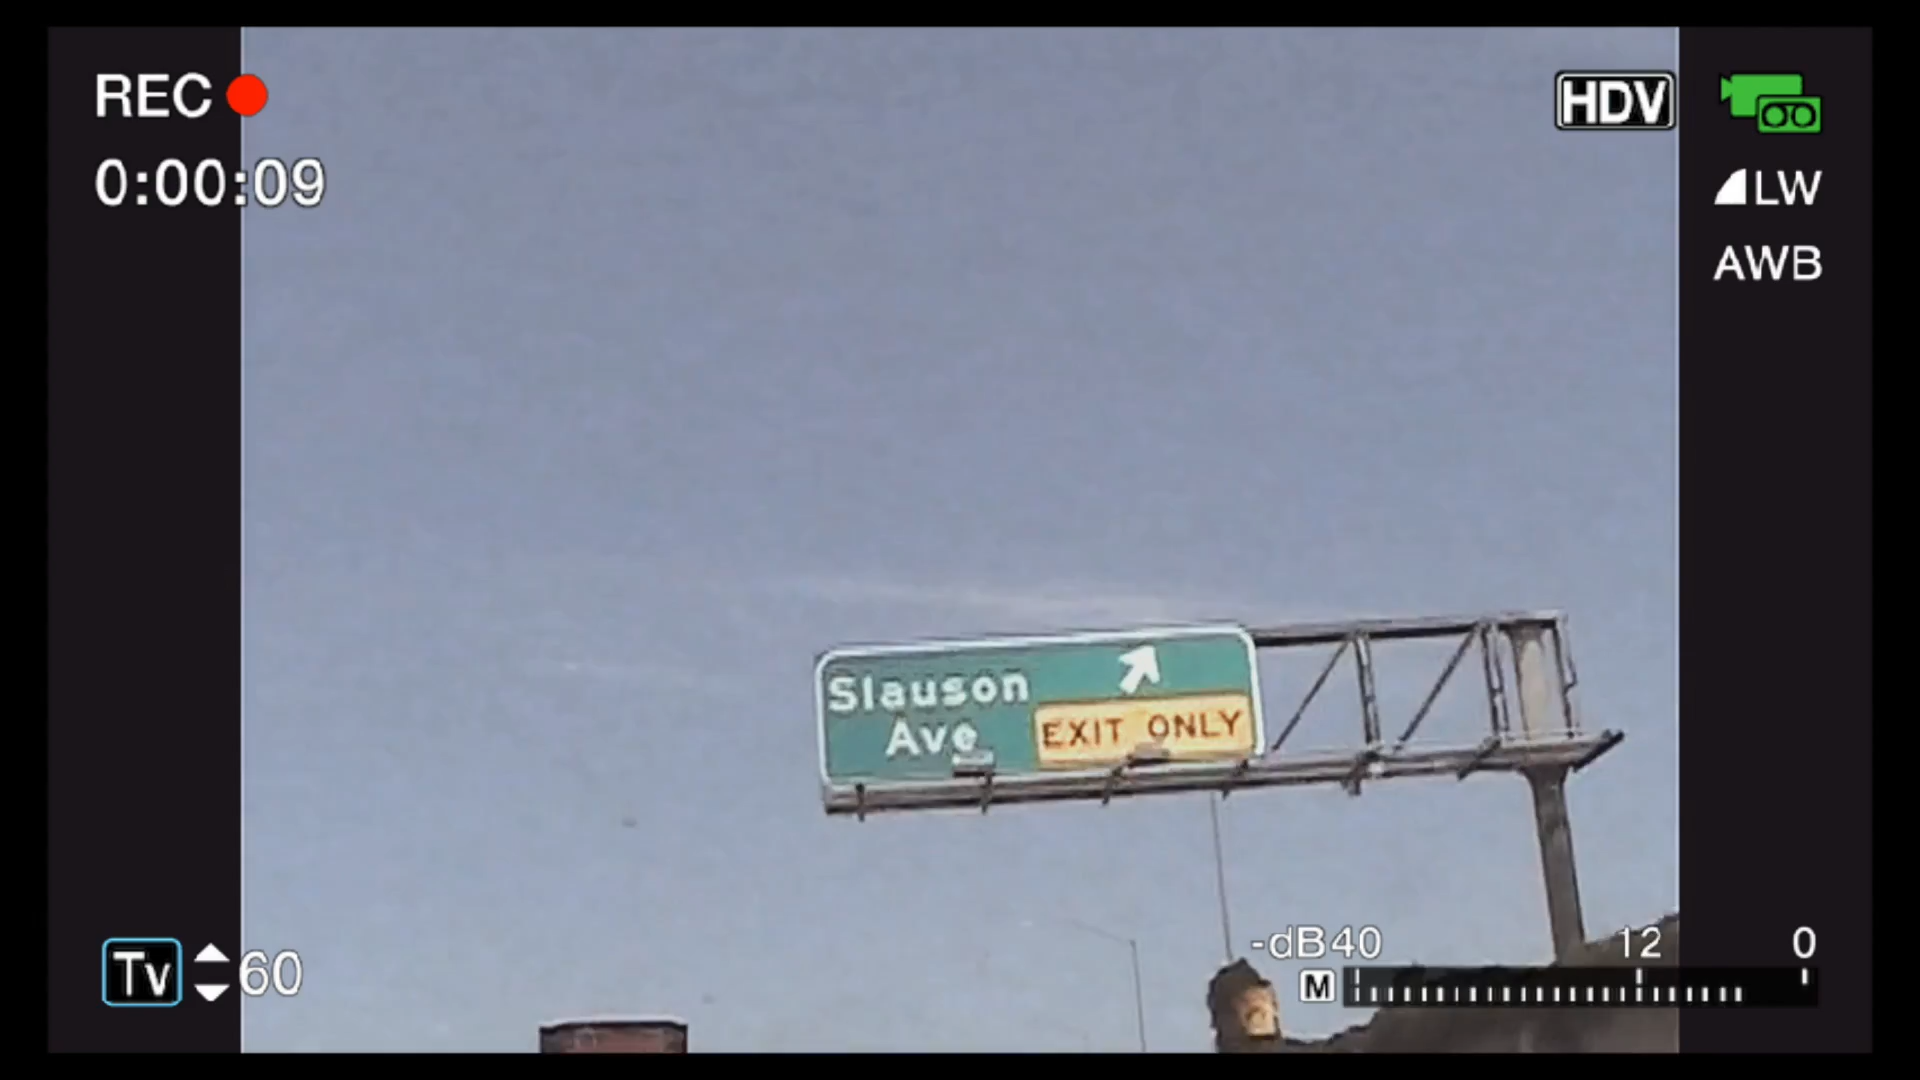 REC
0:00:09
HDV
LW
AWB
Slauson
Ave
EXIT ONLY
Tv 60
-dB40 12 0
M